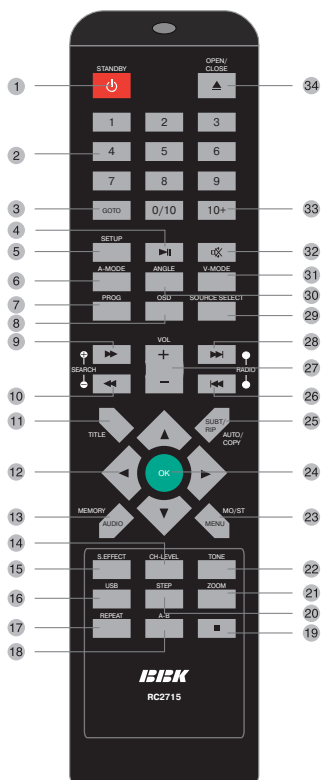 STANDBY
OPEN/
CLOSE
1
34
1 2 3
2
4 5 6
7 8 9
3
GOTO 0/10 10+
33
4
SETUP
5
32
A-MODE ANGLE V-MODE
6
31
30
PROG OSD SOURCE SELECT
7
8
29
9
VOL
28
+
SEARCH
RADIO
27
10
−
26
11
TITLE
SUBT/
RIP
AUTO/
COPY
25
12
OK
24
13
MEMORY
AUDIO
MO/ST
MENU
23
14
S.EFFECT CH-LEVEL TONE
15
22
USB STEP ZOOM
16
21
20
REPEAT A-B
17
19
18
BBK
RC2715